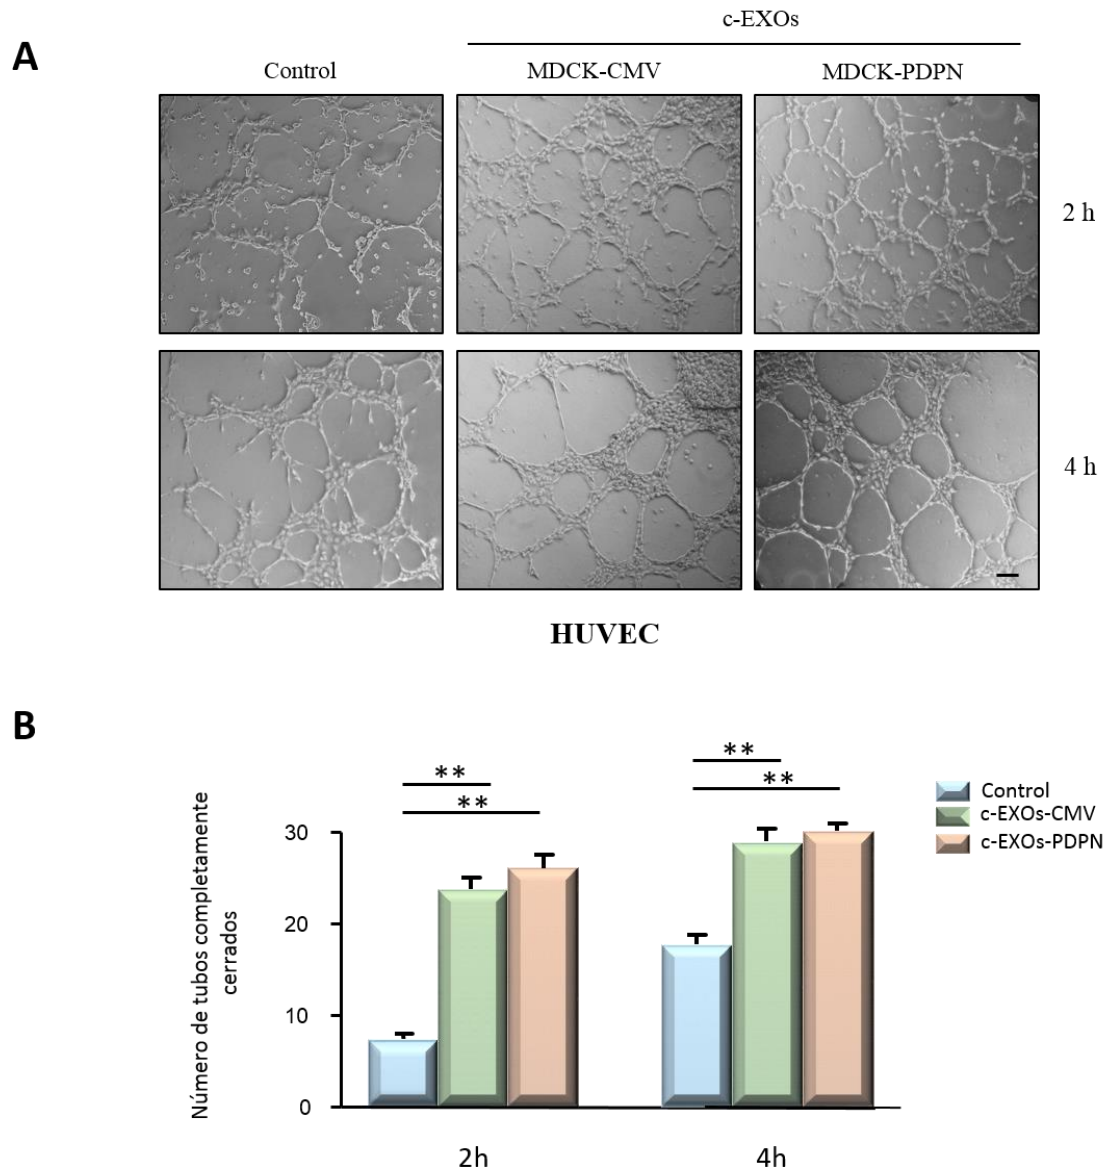 A
c-EXOs
Control
MDCK-CMV
MDCK-PDPN
2 h
4 h
HUVEC
B
Número de tubos completamente
cerrados
30
20
10
0
**
**
**
**
2h
4h
Control
c-EXOs-CMV
c-EXOs-PDPN